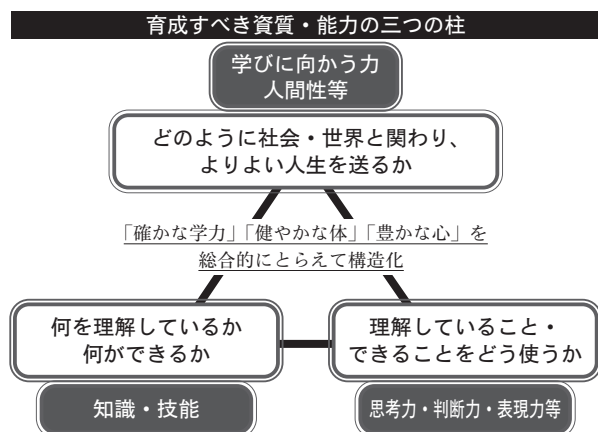 育成すべき資質・能力の三つの柱
学びに向かう力
人間性等
どのように社会・世界と関わり、
よりよい人生を送るか
「確かな学力」「健やかな体」「豊かな心」を
総合的にとらえて構造化
何を理解しているか
何ができるか
理解していること・
できることをどう使うか
知識・技能
思考力・判断力・表現力等